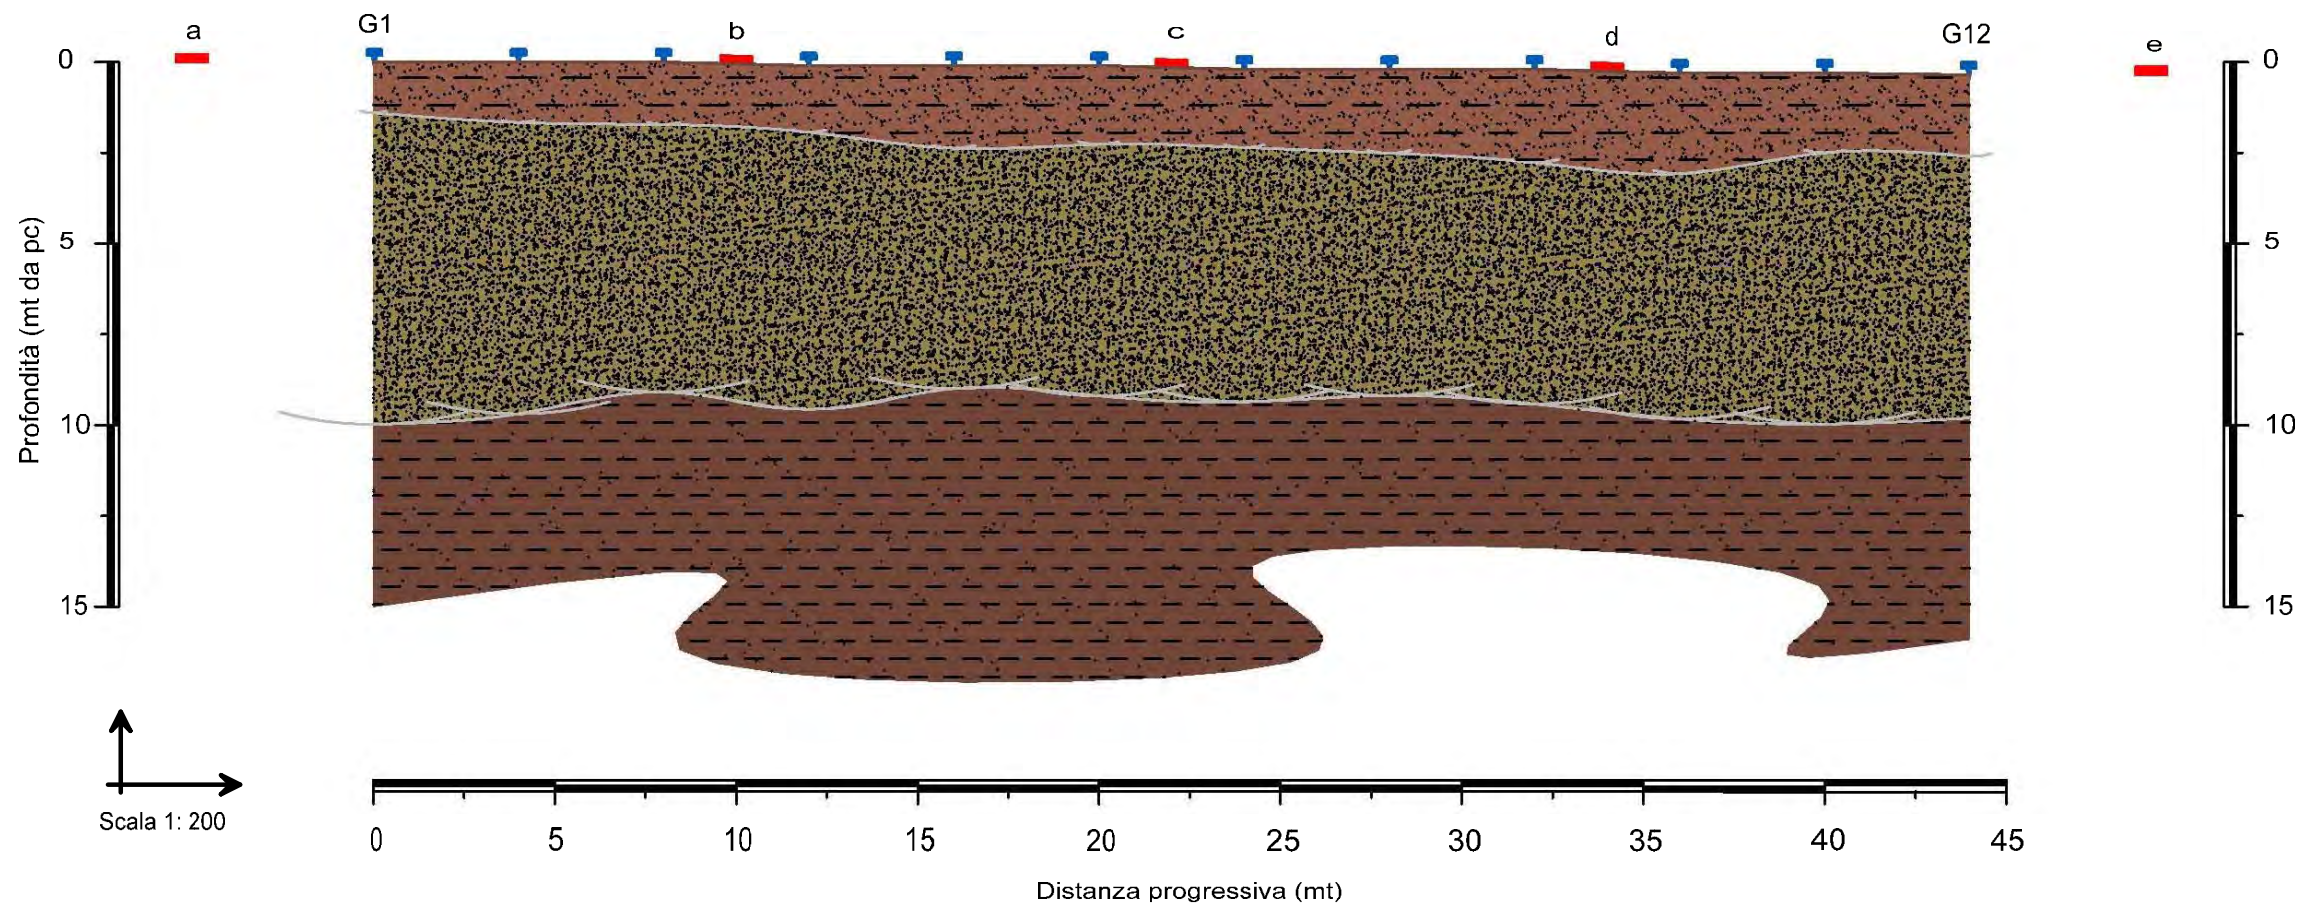 a
G1
b
c
d
G12
e
0
0
5
5
10
10
15
15
Profondità (mt da pc)
Scala 1: 200
0 5 10 15 20 25 30 35 40 45
Distanza progressiva (mt)